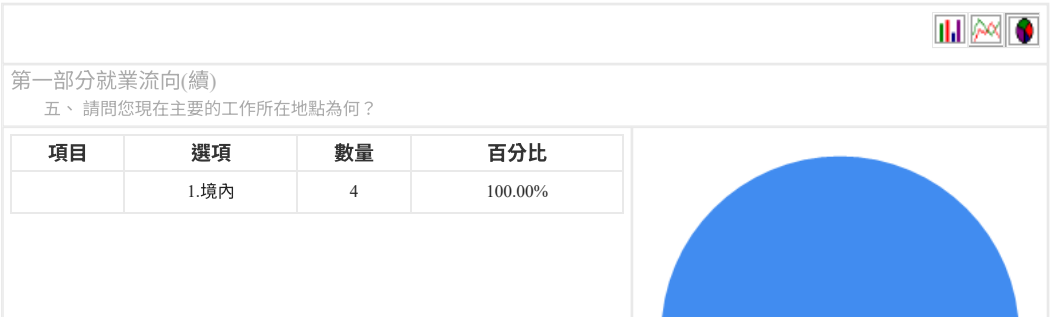 第一部分就業流向(續)
五、 請問您現在主要的工作所在地點為何？
項目 選項 數量 百分比
1.境內 4 100.00%